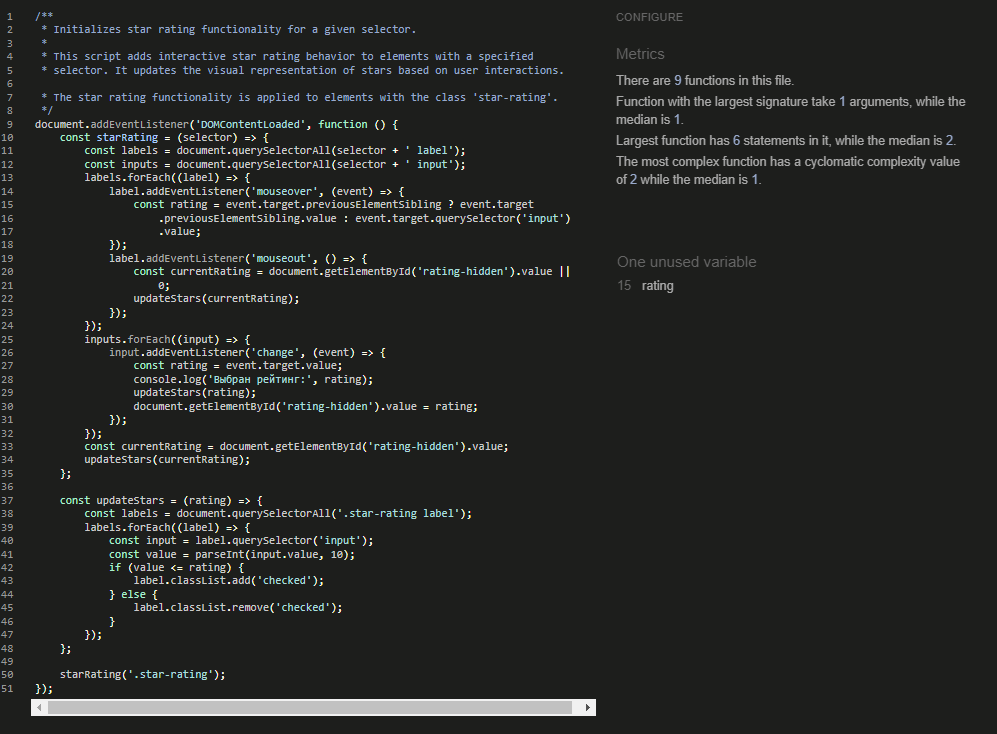 1 /**
2  * Initializes star rating functionality for a given selector.
3  *
4  * This script adds interactive star rating behavior to elements with a specified
5  * selector. It updates the visual representation of stars based on user interactions.
6
7  * The star rating functionality is applied to elements with the class 'star-rating'.
8  */
9 document.addEventListener('DOMContentLoaded', function () {
10     const starRating = (selector) => {
11         const labels = document.querySelectorAll(selector + ' label');
12         const inputs = document.querySelectorAll(selector + ' input');
13         labels.forEach((label) => {
14             label.addEventListener('mouseover', (event) => {
15                 const rating = event.target.previousElementSibling ? event.target
16                     .previousElementSibling.value : event.target.querySelector('input')
17                     .value;
18             });
19             label.addEventListener('mouseout', () => {
20                 const currentRating = document.getElementById('rating-hidden').value ||
21                     0;
22                 updateStars(currentRating);
23             });
24         });
25         inputs.forEach((input) => {
26             input.addEventListener('change', (event) => {
27                 const rating = event.target.value;
28                 console.log('Выбран рейтинг:', rating);
29                 updateStars(rating);
30                 document.getElementById('rating-hidden').value = rating;
31             });
32         });
33         const currentRating = document.getElementById('rating-hidden').value;
34         updateStars(currentRating);
35     };
36
37     const updateStars = (rating) => {
38         const labels = document.querySelectorAll('.star-rating label');
39         labels.forEach((label) => {
40             const input = label.querySelector('input');
41             const value = parseInt(input.value, 10);
42             if (value <= rating) {
43                 label.classList.add('checked');
44             } else {
45                 label.classList.remove('checked');
46             }
47         });
48     };
49
50     starRating('.star-rating');
51 });
CONFIGURE
Metrics
There are 9 functions in this file.
Function with the largest signature take 1 arguments, while the
median is 1.
Largest function has 6 statements in it, while the median is 2.
The most complex function has a cyclomatic complexity value
of 2 while the median is 1.
One unused variable
15 rating